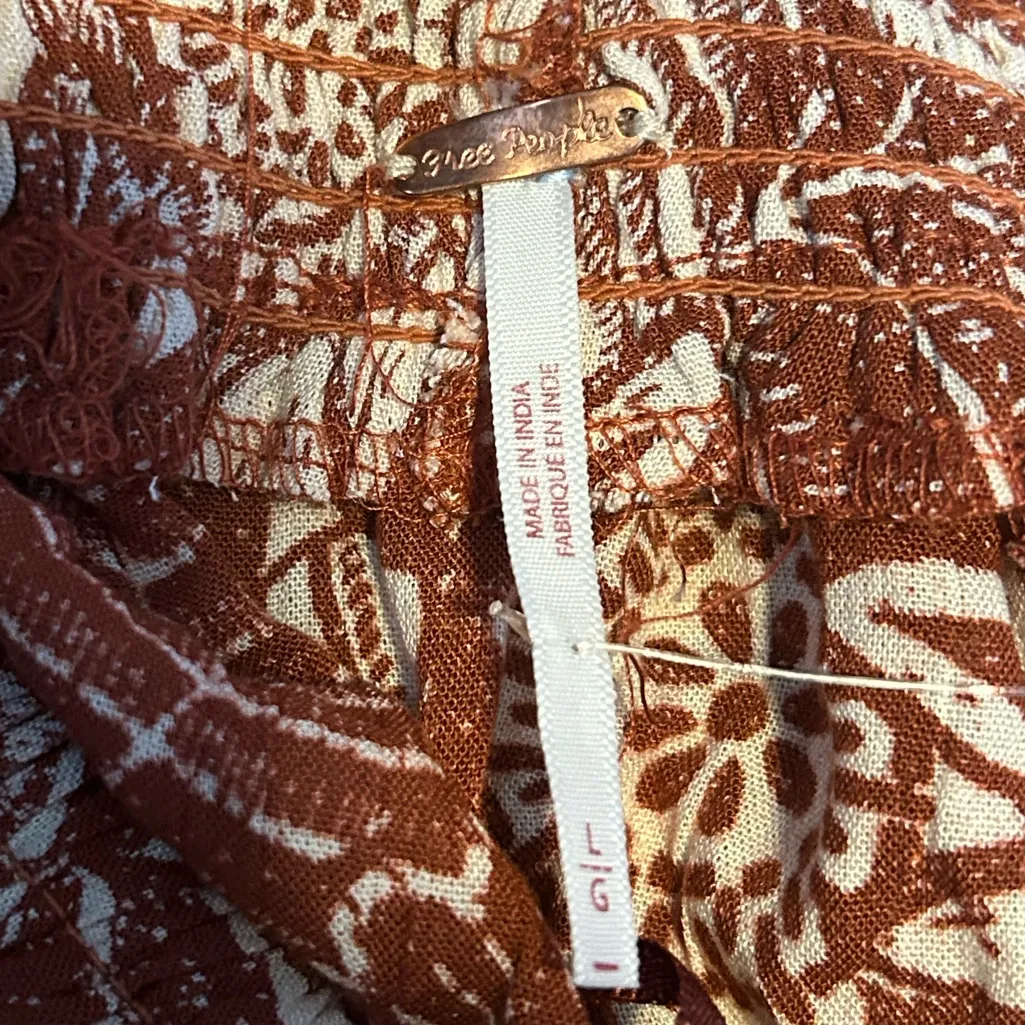 Free People
MADE IN INDIA
FABRIQUE EN INDE
L/G